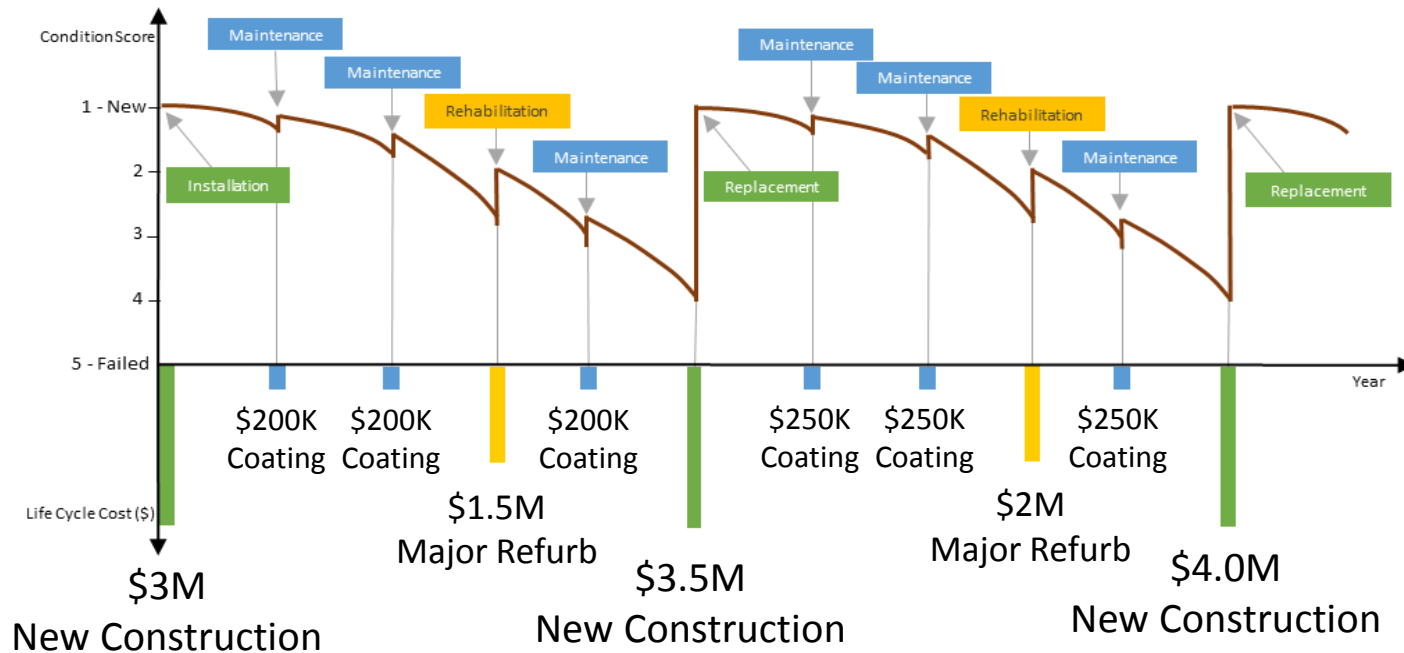 Condition Score
Maintenance
Maintenance
Rehabilitation
Maintenance
Installation
Maintenance
Maintenance
Rehabilitation
Maintenance
Replacement
Replacement
1 - New
2
3
4
5 - Failed
Year
$200K
Coating
$200K
Coating
$1.5M
Major Refurb
$200K
Coating
$250K
Coating
$250K
Coating
$2M
Major Refurb
$250K
Coating
Life Cycle Cost ($)
$3M
New Construction
$3.5M
New Construction
$4.0M
New Construction